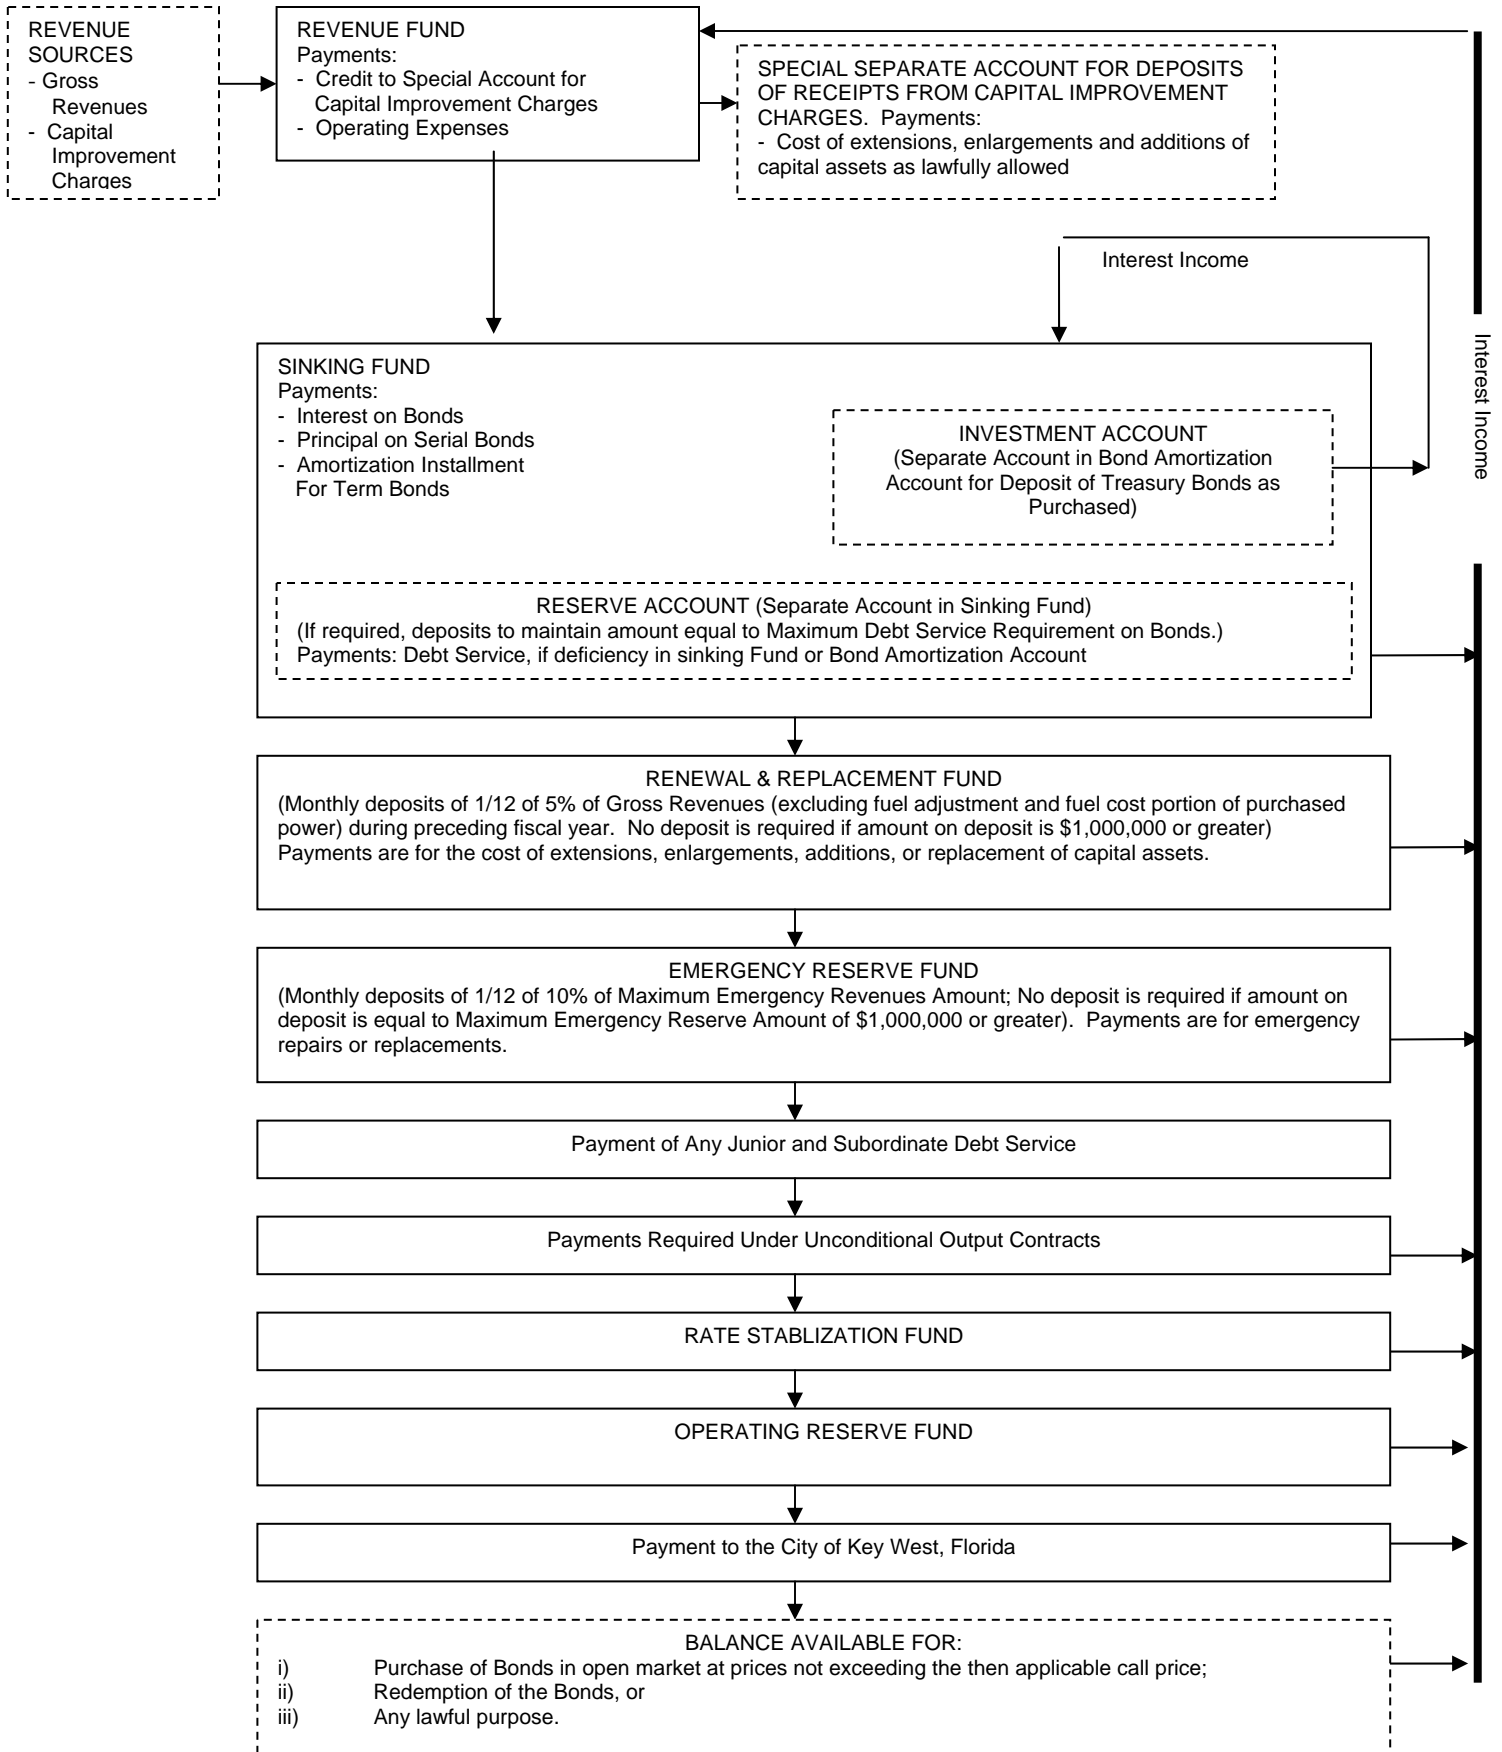 REVENUE
SOURCES
- Gross
Revenues
- Capital
Improvement
Charges
REVENUE FUND
Payments:
- Credit to Special Account for
Capital Improvement Charges
- Operating Expenses
SPECIAL SEPARATE ACCOUNT FOR DEPOSITS
OF RECEIPTS FROM CAPITAL IMPROVEMENT
CHARGES. Payments:
- Cost of extensions, enlargements and additions of
capital assets as lawfully allowed
Interest Income
Interest Income
SINKING FUND
Payments:
- Interest on Bonds
- Principal on Serial Bonds
- Amortization Installment
For Term Bonds
INVESTMENT ACCOUNT
(Separate Account in Bond Amortization
Account for Deposit of Treasury Bonds as
Purchased)
RESERVE ACCOUNT (Separate Account in Sinking Fund)
(If required, deposits to maintain amount equal to Maximum Debt Service Requirement on Bonds.)
Payments: Debt Service, if deficiency in sinking Fund or Bond Amortization Account
RENEWAL & REPLACEMENT FUND
(Monthly deposits of 1/12 of 5% of Gross Revenues (excluding fuel adjustment and fuel cost portion of purchased
power) during preceding fiscal year. No deposit is required if amount on deposit is $1,000,000 or greater)
Payments are for the cost of extensions, enlargements, additions, or replacement of capital assets.
EMERGENCY RESERVE FUND
(Monthly deposits of 1/12 of 10% of Maximum Emergency Revenues Amount; No deposit is required if amount on
deposit is equal to Maximum Emergency Reserve Amount of $1,000,000 or greater). Payments are for emergency
repairs or replacements.
Payment of Any Junior and Subordinate Debt Service
Payments Required Under Unconditional Output Contracts
RATE STABLIZATION FUND
OPERATING RESERVE FUND
Payment to the City of Key West, Florida
BALANCE AVAILABLE FOR:
i) Purchase of Bonds in open market at prices not exceeding the then applicable call price;
ii) Redemption of the Bonds, or
iii) Any lawful purpose.